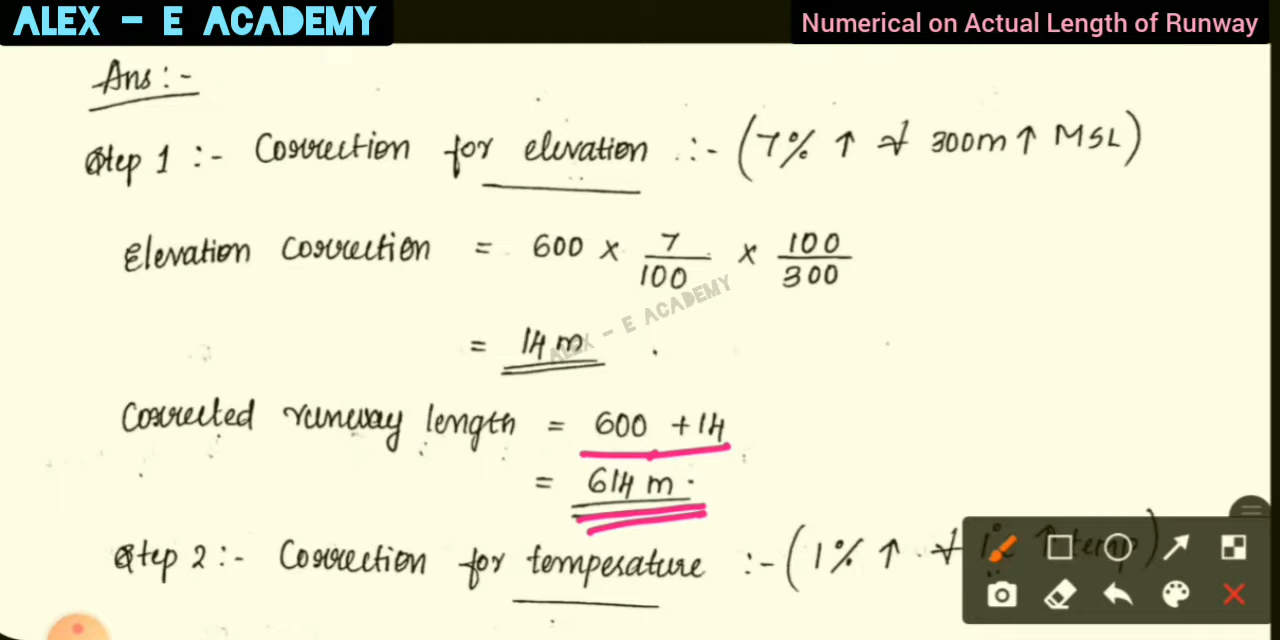 ALEX - E ACADEMY
Numerical on Actual Length of Runway
Ans :-
Step 1 :- Correction for elevation :- (7% ↑ ∀ 300m ↑ MSL)
Elevation correction = 600 × 7/100 × 100/300
= 14 m
ALEX - E ACADEMY
Corrected runway length = 600 + 14
= 614 m.
Step 2 :- Correction for temperature :- (1% ↑ ∀ ↑ temp)